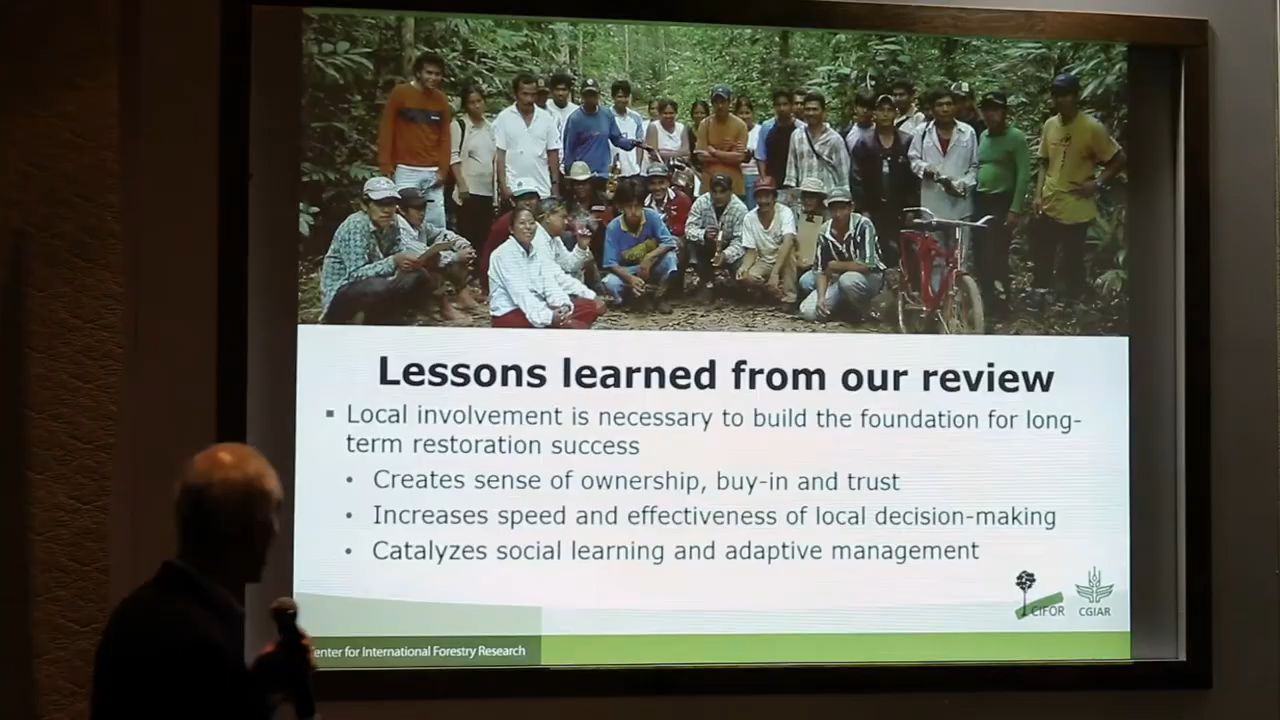 Lessons learned from our review
▪ Local involvement is necessary to build the foundation for long-
term restoration success
• Creates sense of ownership, buy-in and trust
• Increases speed and effectiveness of local decision-making
• Catalyzes social learning and adaptive management
CIFOR
CGIAR
enter for International Forestry Research